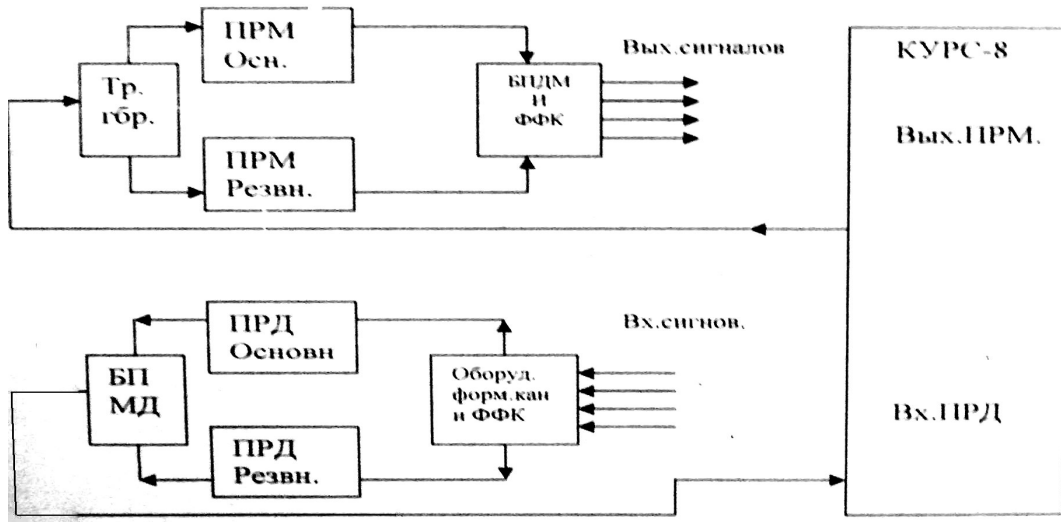 ПРМ
Осн.
Тр.
гбр.
ПРМ
Резвн.
БПДМ
И
ФФК
Вых.сигналов
КУРС-8
Вых.ПРМ.
ПРД
Основн
БП
МД
ПРД
Резвн.
Оборуд.
форм.кан
и ФФК
Вх.сигнов.
Вх.ПРД